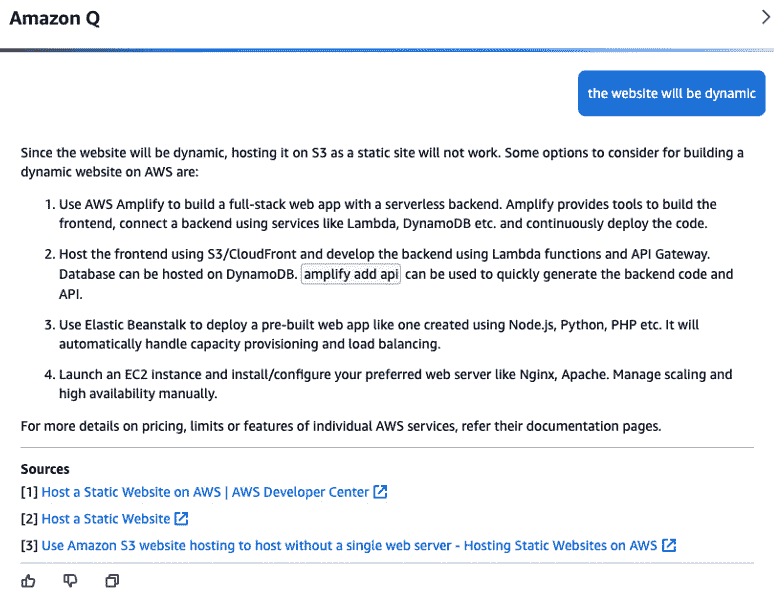 Amazon Q
the website will be dynamic
Since the website will be dynamic, hosting it on S3 as a static site will not work. Some options to consider for building a
dynamic website on AWS are:
1. Use AWS Amplify to build a full-stack web app with a serverless backend. Amplify provides tools to build the
frontend, connect a backend using services like Lambda, DynamoDB etc. and continuously deploy the code.
2. Host the frontend using S3/CloudFront and develop the backend using Lambda functions and API Gateway.
Database can be hosted on DynamoDB. amplify add api can be used to quickly generate the backend code and
API.
3. Use Elastic Beanstalk to deploy a pre-built web app like one created using Node.js, Python, PHP etc. It will
automatically handle capacity provisioning and load balancing.
4. Launch an EC2 instance and install/configure your preferred web server like Nginx, Apache. Manage scaling and
high availability manually.
For more details on pricing, limits or features of individual AWS services, refer their documentation pages.
Sources
[1] Host a Static Website on AWS | AWS Developer Center
[2] Host a Static Website
[3] Use Amazon S3 website hosting to host without a single web server - Hosting Static Websites on AWS